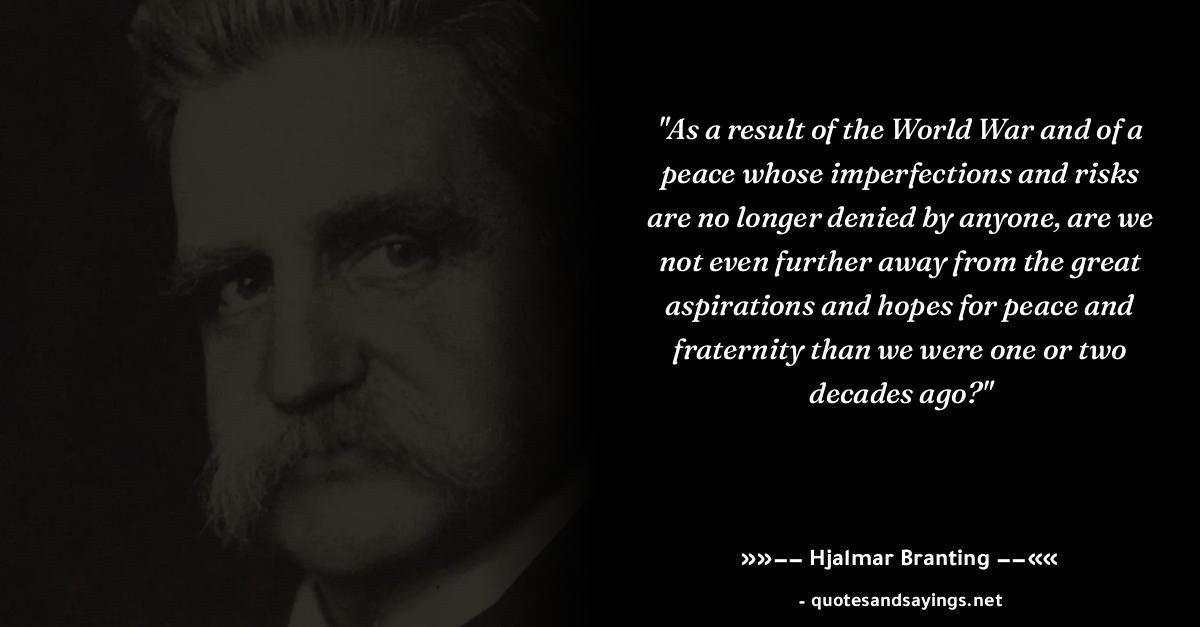 "As a result of the World War and of a
peace whose imperfections and risks
are no longer denied by anyone, are we
not even further away from the great
aspirations and hopes for peace and
fraternity than we were one or two
decades ago?"
»»–– Hjalmar Branting ––««
- quotesandsayings.net